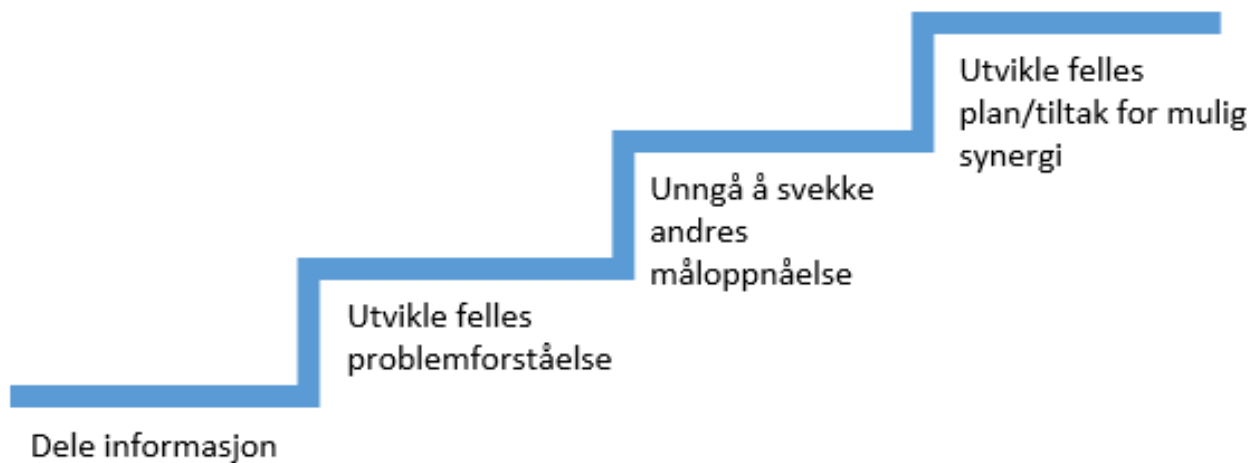 Utvikle felles
plan/tiltak for mulig
synergi
Unngå å svekke
andres
måloppnåelse
Utvikle felles
problemforståelse
Dele informasjon